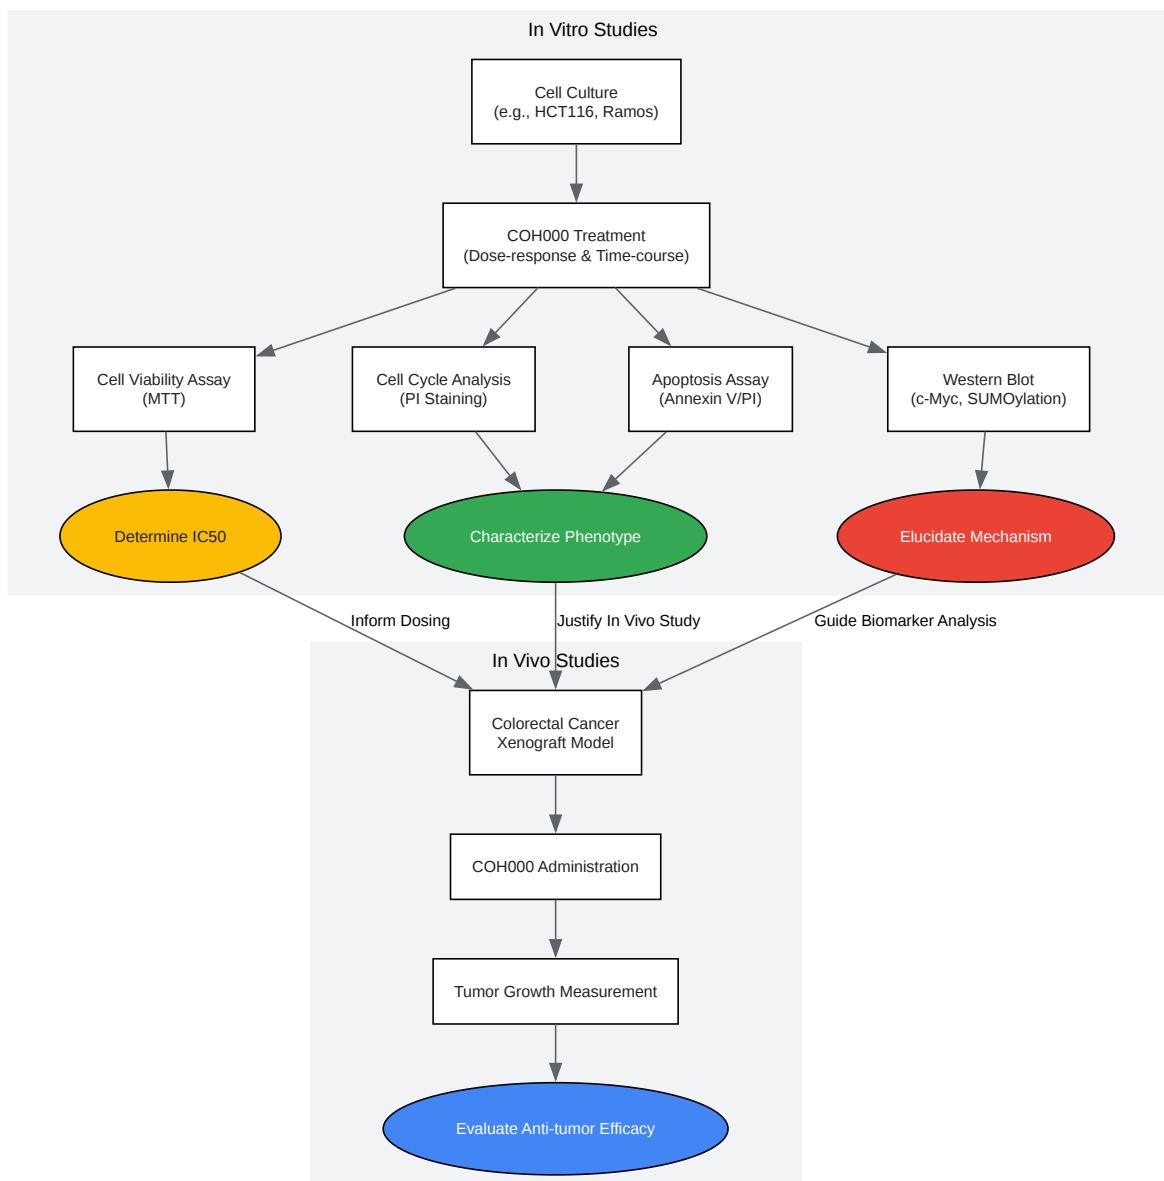 In Vitro Studies
Cell Culture
(e.g., HCT116, Ramos)
COH000 Treatment
(Dose-response & Time-course)
Cell Viability Assay
(MTT)
Cell Cycle Analysis
(PI Staining)
Apoptosis Assay
(Annexin V/PI)
Western Blot
(c-Myc, SUMOylation)
Determine IC50
Characterize Phenotype
Elucidate Mechanism
Inform Dosing
Justify In Vivo Study
Guide Biomarker Analysis
In Vivo Studies
Colorectal Cancer
Xenograft Model
COH000 Administration
Tumor Growth Measurement
Evaluate Anti-tumor Efficacy